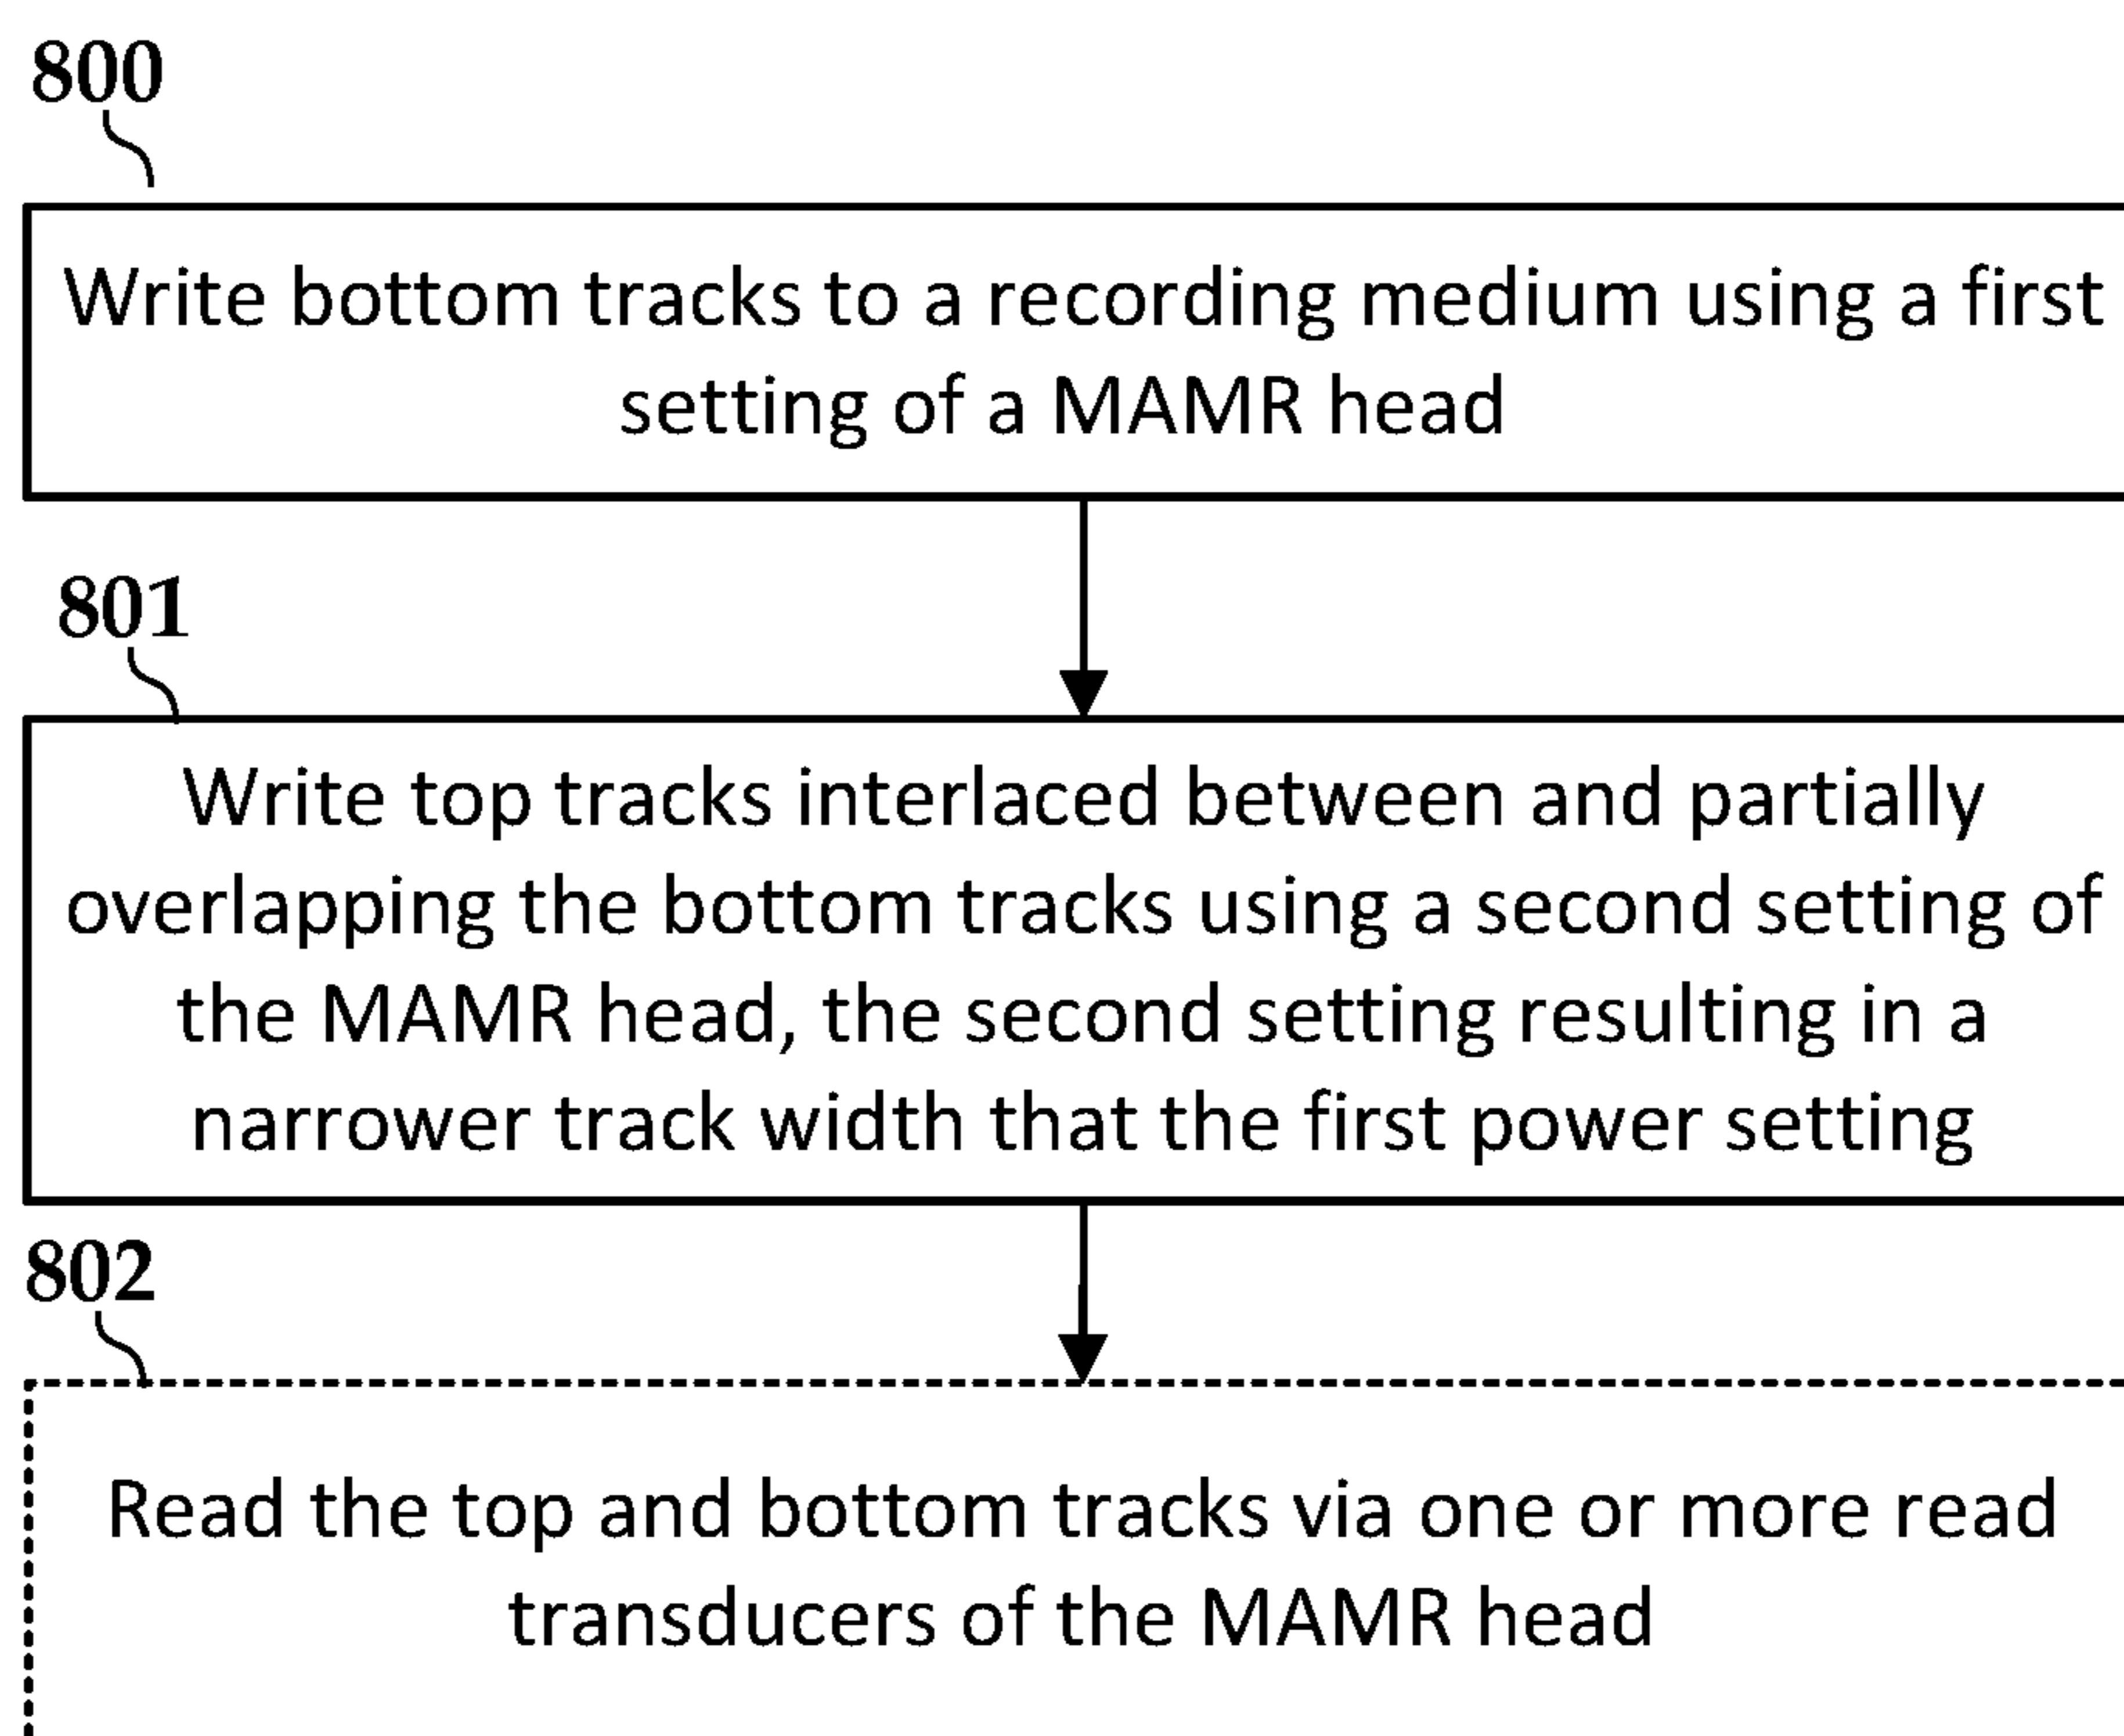 800
Write bottom tracks to a recording medium using a first
setting of a MAMR head
801
Write top tracks interlaced between and partially
overlapping the bottom tracks using a second setting of
the MAMR head, the second setting resulting in a
narrower track width that the first power setting
802
Read the top and bottom tracks via one or more read
transducers of the MAMR head